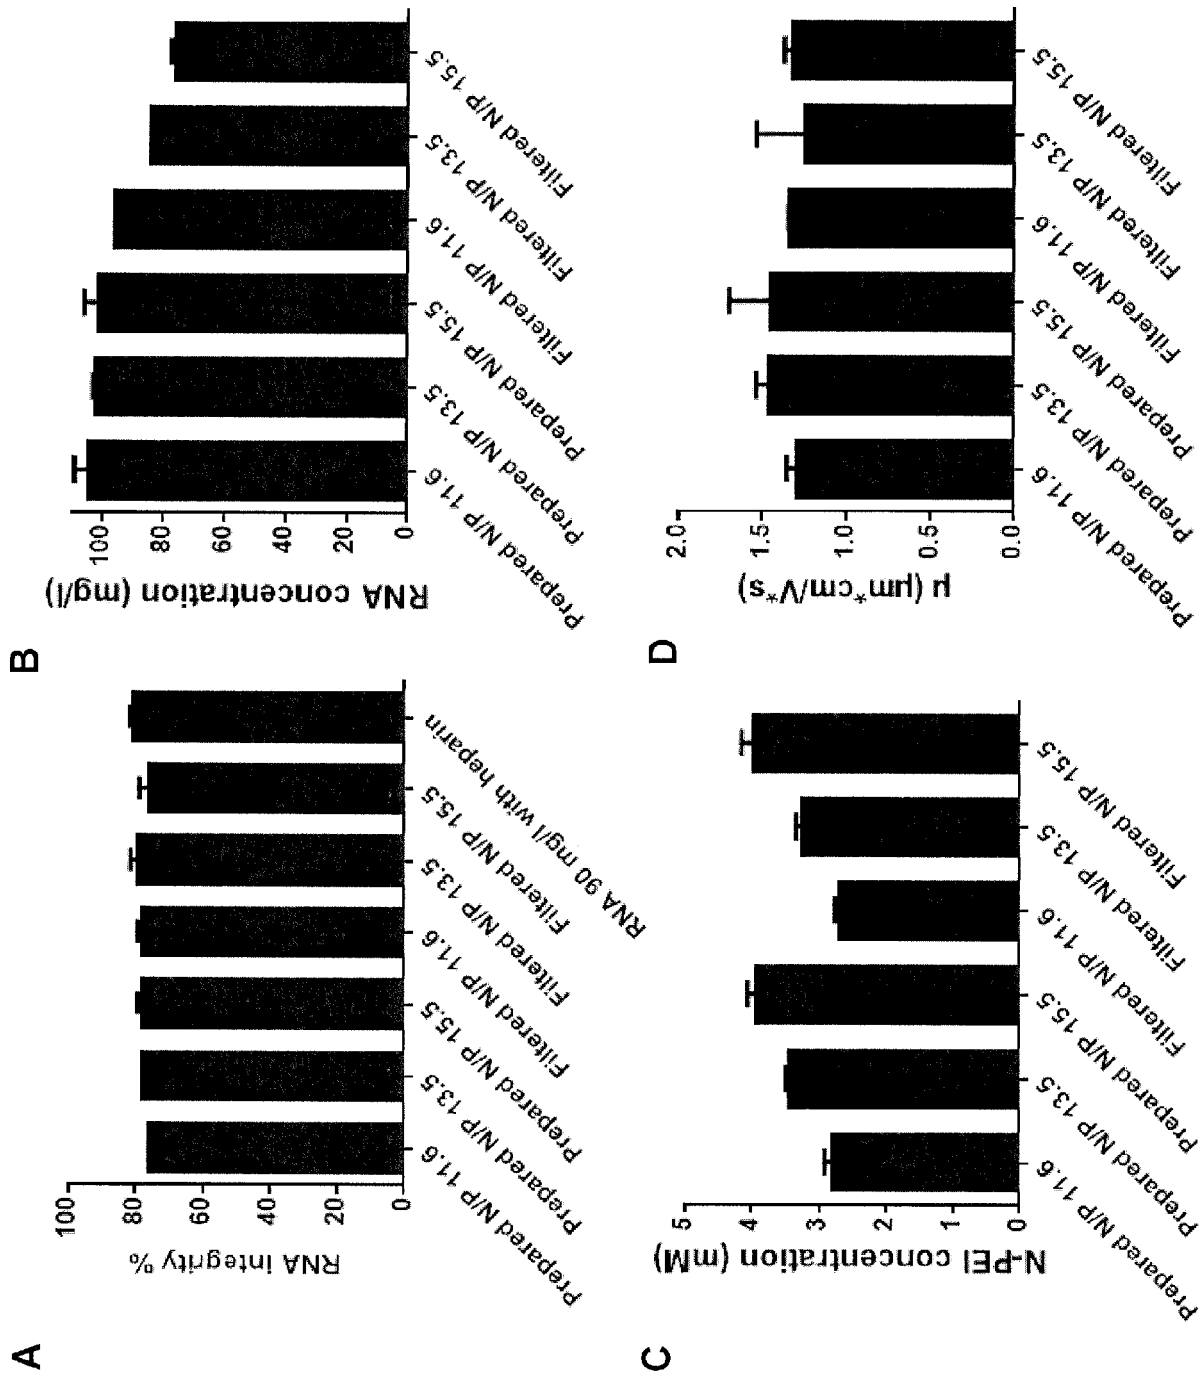 A
RNA integrity %
100
80
60
40
20
0
Prepared N/P 11.6
Prepared N/P 13.5
Prepared N/P 15.5
Filtered N/P 11.6
Filtered N/P 13.5
Filtered N/P 15.5
RNA 90 mg/l with heparin
B
RNA concentration (mg/l)
100
80
60
40
20
0
Prepared N/P 11.6
Prepared N/P 13.5
Prepared N/P 15.5
Filtered N/P 11.6
Filtered N/P 13.5
Filtered N/P 15.5
C
N-PEI concentration (mM)
5
4
3
2
1
0
Prepared N/P 11.6
Prepared N/P 13.5
Prepared N/P 15.5
Filtered N/P 11.6
Filtered N/P 13.5
Filtered N/P 15.5
D
μ (μm*cm/V*s)
2.0
1.5
1.0
0.5
0.0
Prepared N/P 11.6
Prepared N/P 13.5
Prepared N/P 15.5
Filtered N/P 11.6
Filtered N/P 13.5
Filtered N/P 15.5